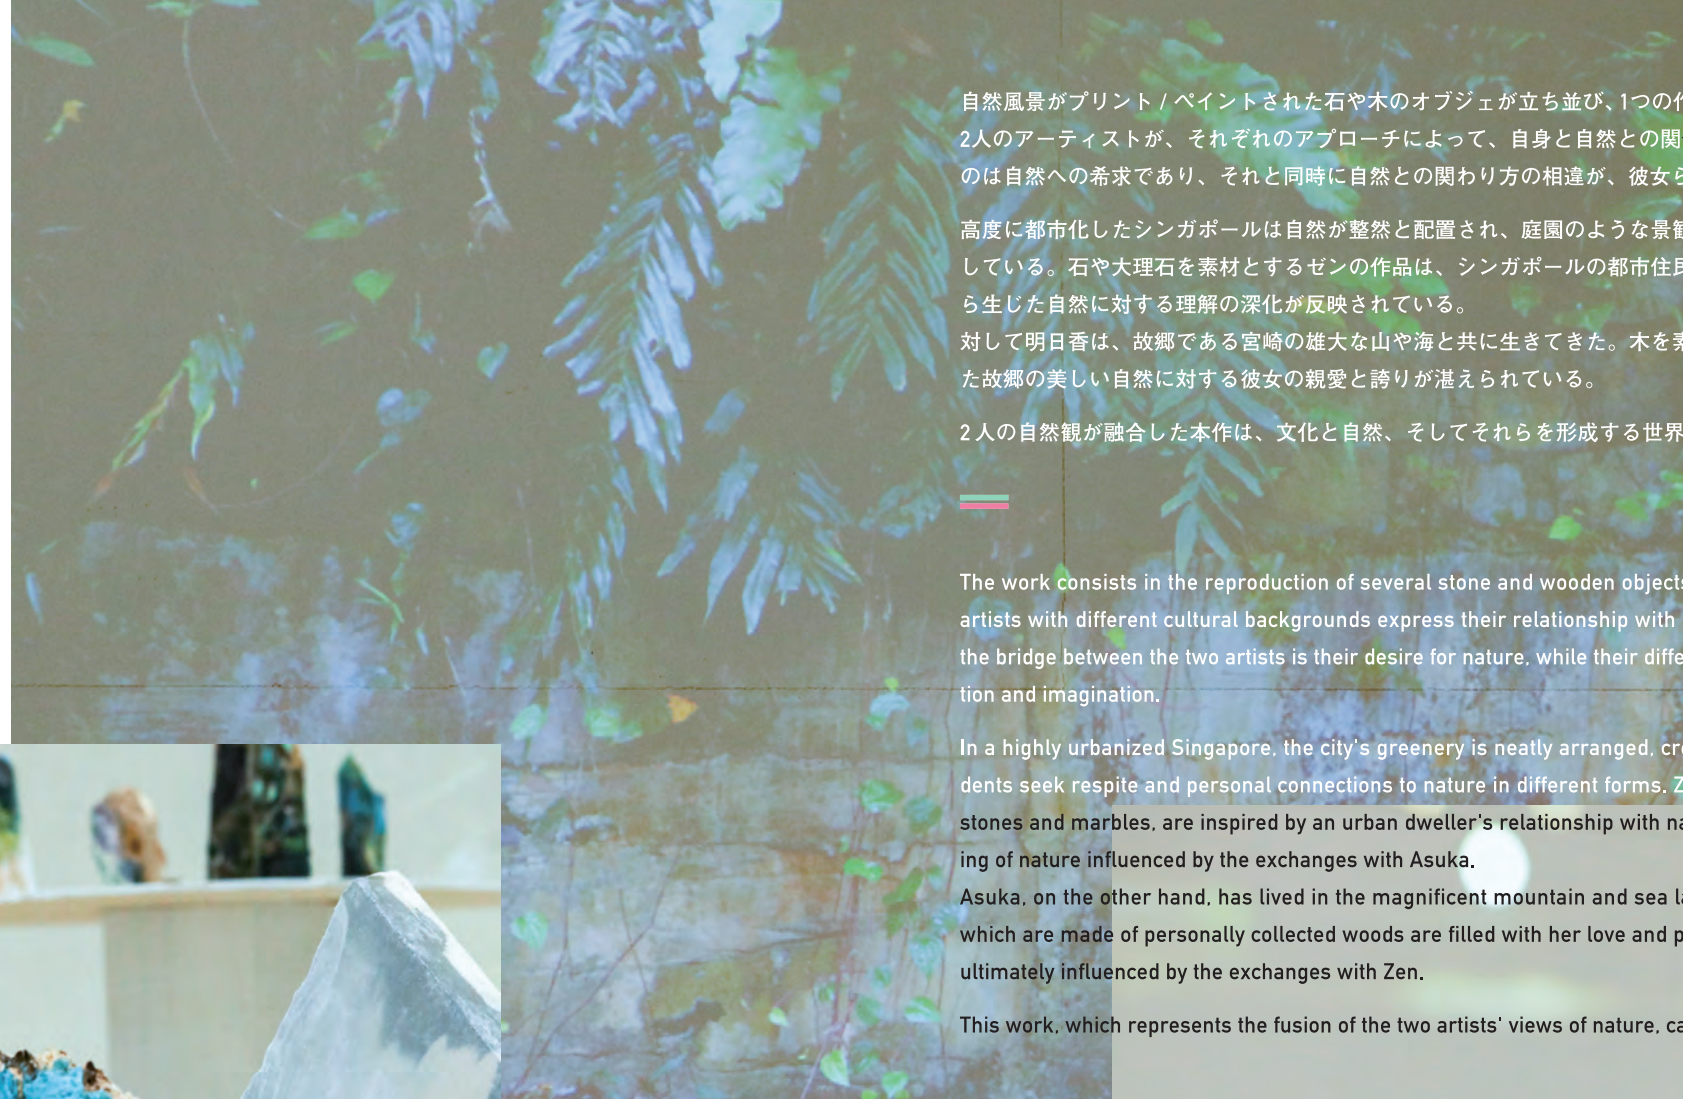 自然風景がプリント / ペイントされた石や木のオブジェが立ち並び、1つの
2人のアーティストが、それぞれのアプローチによって、自身と自然との関
のは自然への希求であり、それと同時に自然との関わり方の相違が、彼女
高度に都市化したシンガポールは自然が整然と配置され、庭園のような景
している。石や大理石を素材とするゼンの作品は、シンガポールの都市住
ら生じた自然に対する理解の深化が反映されている。
対して明日香は、故郷である宮崎の雄大な山や海と共に生きてきた。木を
た故郷の美しい自然に対する彼女の親愛と誇りが湛えられている。
2人の自然観が融合した本作は、文化と自然、そしてそれらを形成する世界
The work consists in the reproduction of several stone and wooden objects
artists with different cultural backgrounds express their relationship with
the bridge between the two artists is their desire for nature, while their diffe
tion and imagination.
In a highly urbanized Singapore, the city's greenery is neatly arranged, cr
dents seek respite and personal connections to nature in different forms. Z
stones and marbles, are inspired by an urban dweller's relationship with na
ing of nature influenced by the exchanges with Asuka.
Asuka, on the other hand, has lived in the magnificent mountain and sea la
which are made of personally collected woods are filled with her love and p
ultimately influenced by the exchanges with Zen.
This work, which represents the fusion of the two artists' views of nature, ca